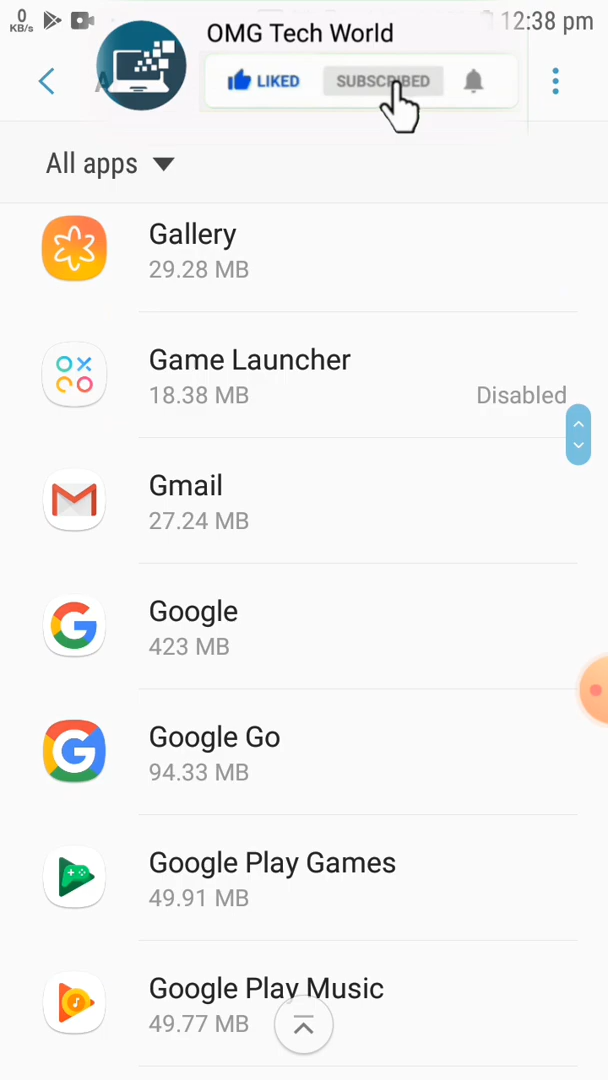 0
KB/s
12:38 pm
OMG Tech World
LIKED
SUBSCRIBED
All apps
Gallery
29.28 MB
Game Launcher
18.38 MB
Disabled
Gmail
27.24 MB
Google
423 MB
Google Go
94.33 MB
Google Play Games
49.91 MB
Google Play Music
49.77 MB